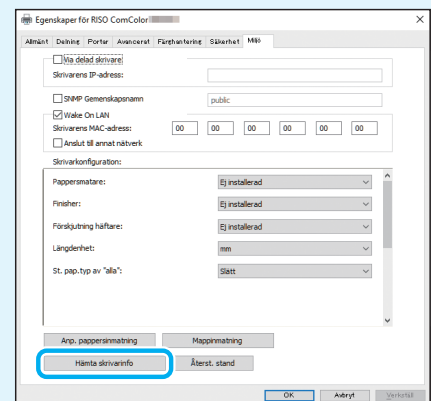 Egenskaper för RISO ComColor
Allmänt Delning Portar Avancerat Färghantering Säkerhet Miljö
Via delad skrivare
Skrivarens IP-adress:
SNMP Gemenskapsnamn public
Wake On LAN
Skrivarens MAC-adress: 00 00 00 00 00 00
Anslut till annat nätverk
Skrivarkonfiguration:
Pappersmatare: Ej installerad
Finisher: Ej installerad
Förskjutning häftare: Ej installerad
Längdenhet: mm
St. pap.typ av "alla": Slätt
Anp. pappersinmatning Mappinmatning
Hämta skrivarinfo Återst. stand
OK Avbryt Verkställ